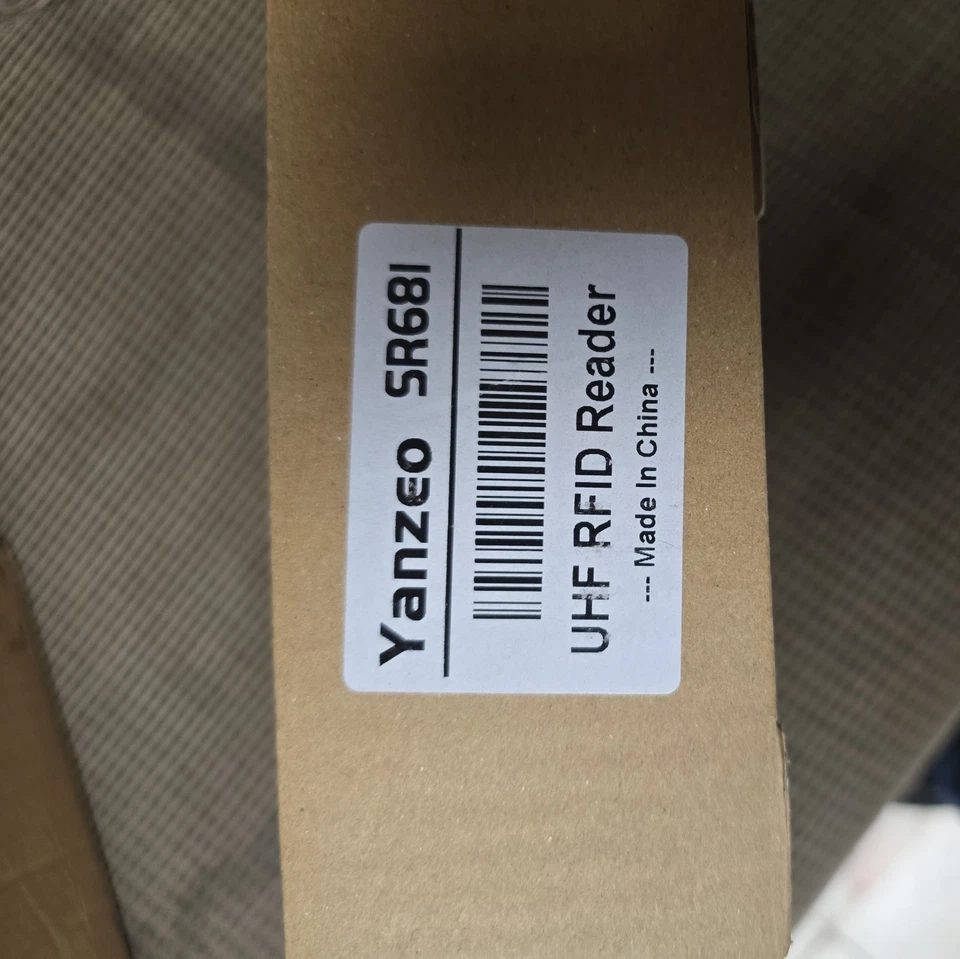 Yanzeo SR681
UHF RFID Reader
--- Made In China ---